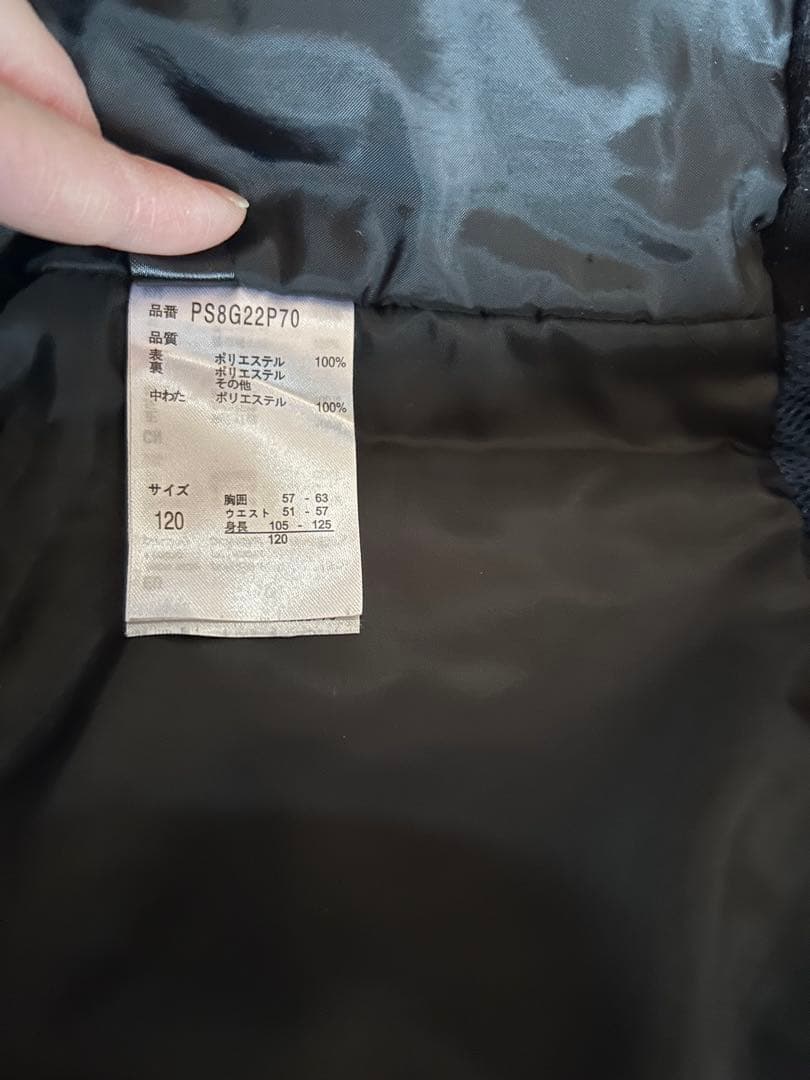 品番 PS8G22P70
品質
表 ポリエステル 100%
裏 ポリエステル
その他
中わた ポリエステル 100%
サイズ
120
胸囲 57 - 63
ウエスト 51 - 57
身長 105 - 125
120